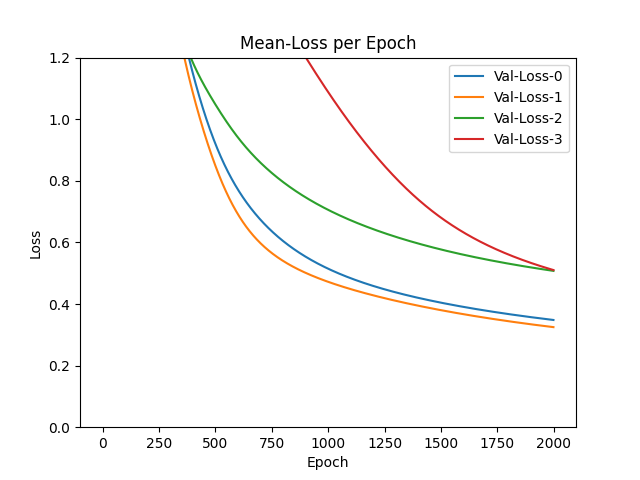 Mean-Loss per Epoch
1.2
1.0
0.8
0.6
0.4
0.2
0.0
Loss
Val-Loss-0
Val-Loss-1
Val-Loss-2
Val-Loss-3
0 250 500 750 1000 1250 1500 1750 2000
Epoch